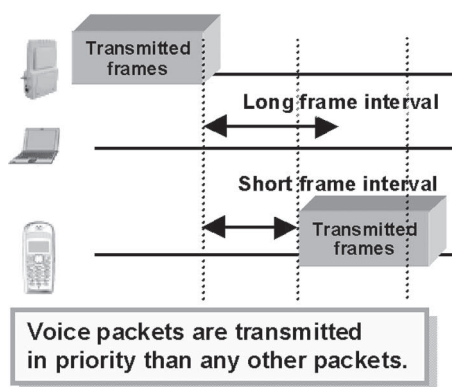 Transmitted
frames
Long frame interval
Short frame interval
Transmitted
frames
Voice packets are transmitted
in priority than any other packets.